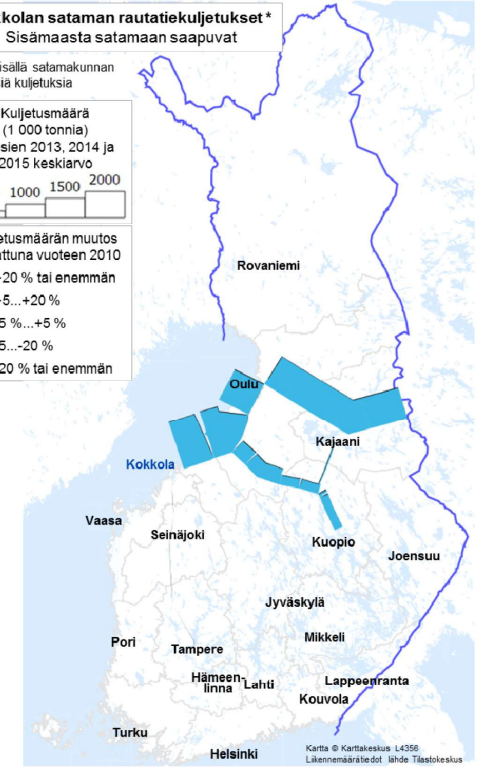 kkolan sataman rautatiekuljetukset *
Sisämaasta satamaan saapuvat
isällä satamakunnan
siä kuljetuksia
Kuljetusmäärä
(1 000 tonnia)
sien 2013, 2014 ja
2015 keskiarvo
1000 1500 2000
etusmäärän muutos
attuna vuoteen 2010
20 % tai enemmän
5...+20 %
5 %...+5 %
5...-20 %
20 % tai enemmän
Rovaniemi
Oulu
Kajaani
Kokkola
Vaasa
Seinäjoki
Kuopio
Joensuu
Jyväskylä
Mikkeli
Pori
Tampere
Hämeen-
linna
Lahti
Lappeenranta
Kouvola
Turku
Helsinki
Kartta © Karttakeskus L4356
Liikennemäärätiedot lähde Tilastokeskus